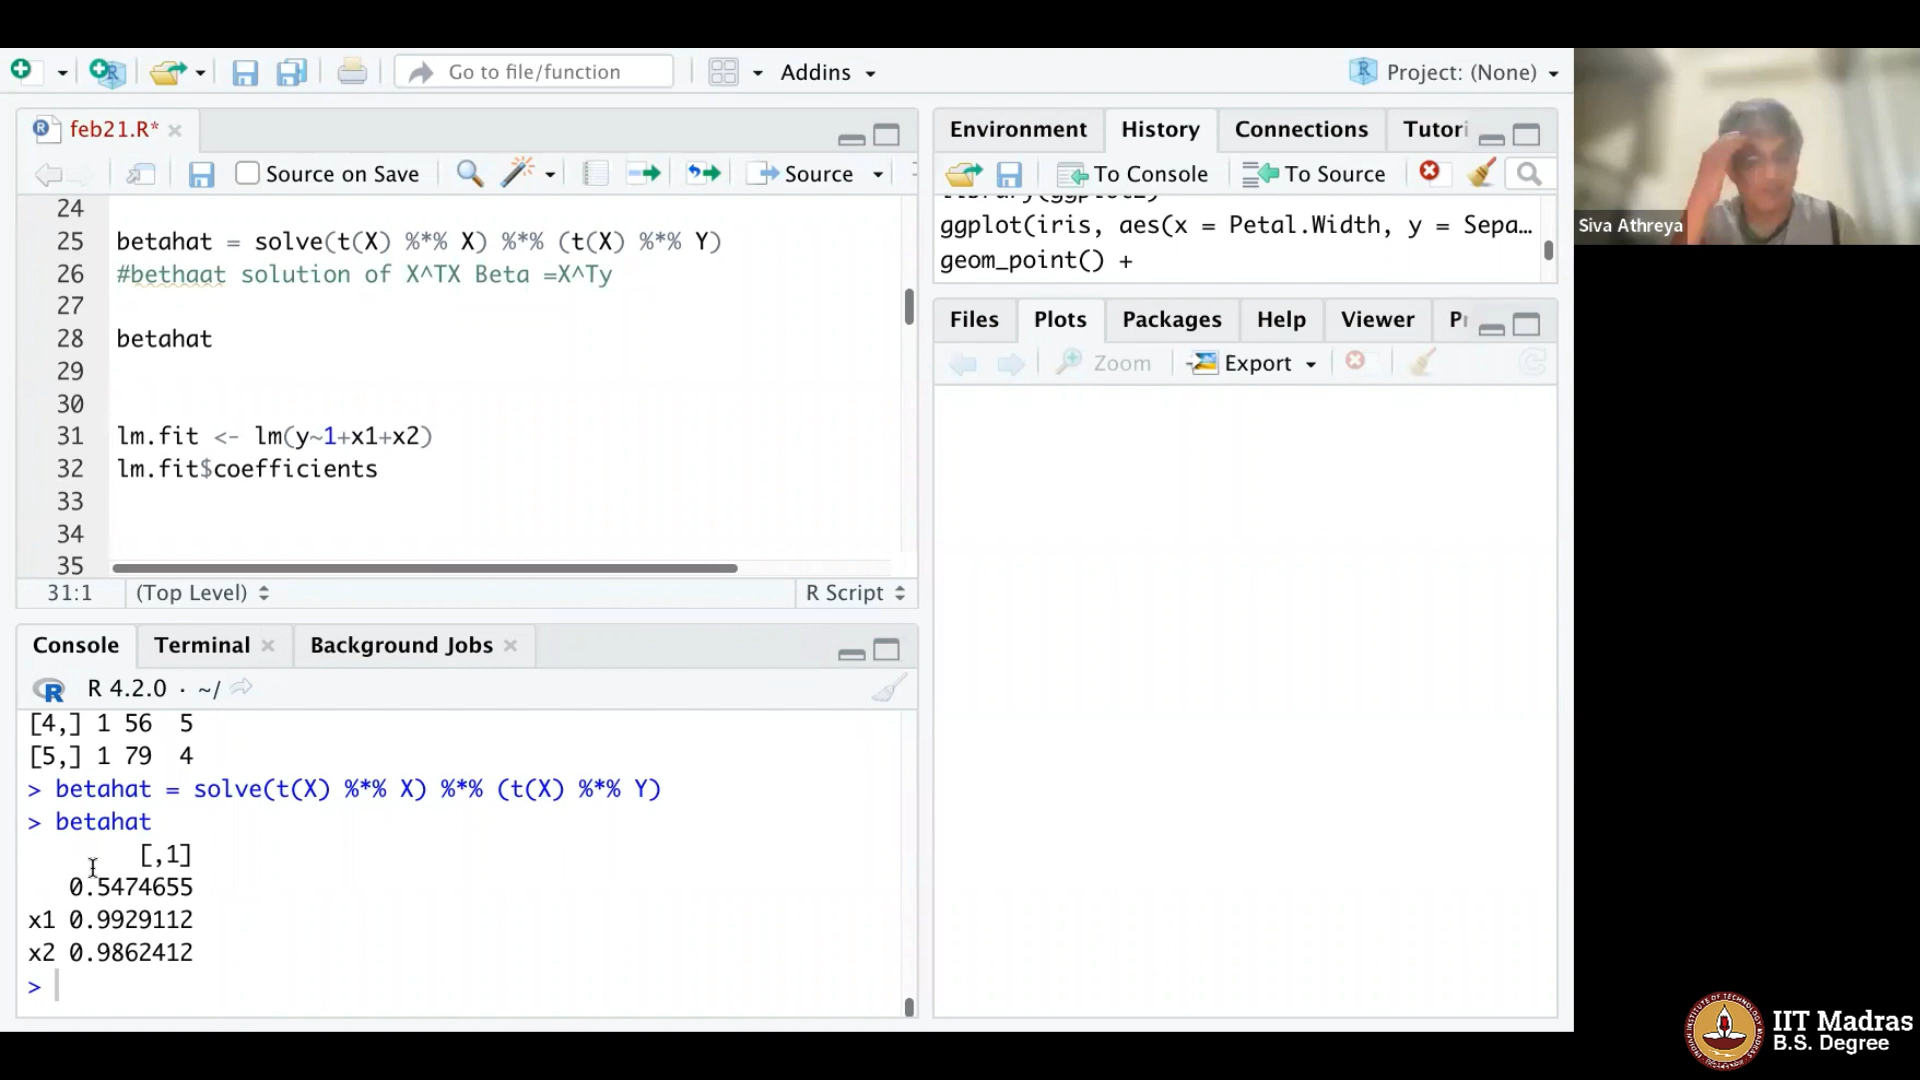 Go to file/function
Addins
Project: (None)
feb21.R*
Source on Save
Source
24
25 betahat = solve(t(X) %*% X) %*% (t(X) %*% Y)
26 #bethaat solution of X^TX Beta =X^Ty
27
28 betahat
29
30
31 lm.fit <- lm(y~1+x1+x2)
32 lm.fit$coefficients
33
34
35
31:1 (Top Level) R Script
Console Terminal Background Jobs
R 4.2.0 · ~/
[4,] 1 56 5
[5,] 1 79 4
> betahat = solve(t(X) %*% X) %*% (t(X) %*% Y)
> betahat
[,1]
0.5474655
x1 0.9929112
x2 0.9862412
>
Environment History Connections Tutori
To Console To Source
ggplot(iris, aes(x = Petal.Width, y = Sepa…
geom_point() +
Files Plots Packages Help Viewer
Zoom Export
Siva Athreya
IIT Madras
B.S. Degree